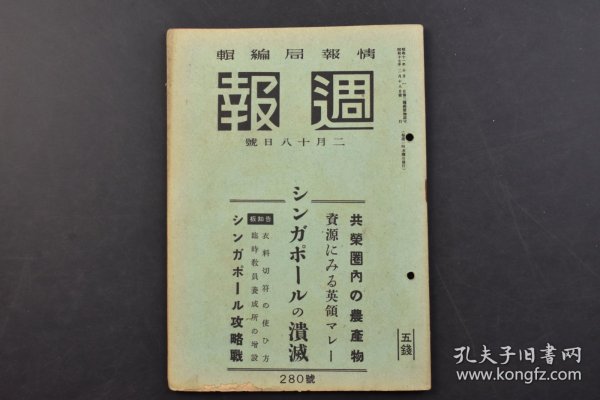 情報局編輯
週報
二月十八日號
共榮圈內の農產物
資源にみる英領マレー
シンガポールの潰滅
告知板
衣料切符の使ひ方
臨時教員養成所の增設
シンガポール攻略戰
五錢
280號
孔夫子旧书网
www.kongfz.com